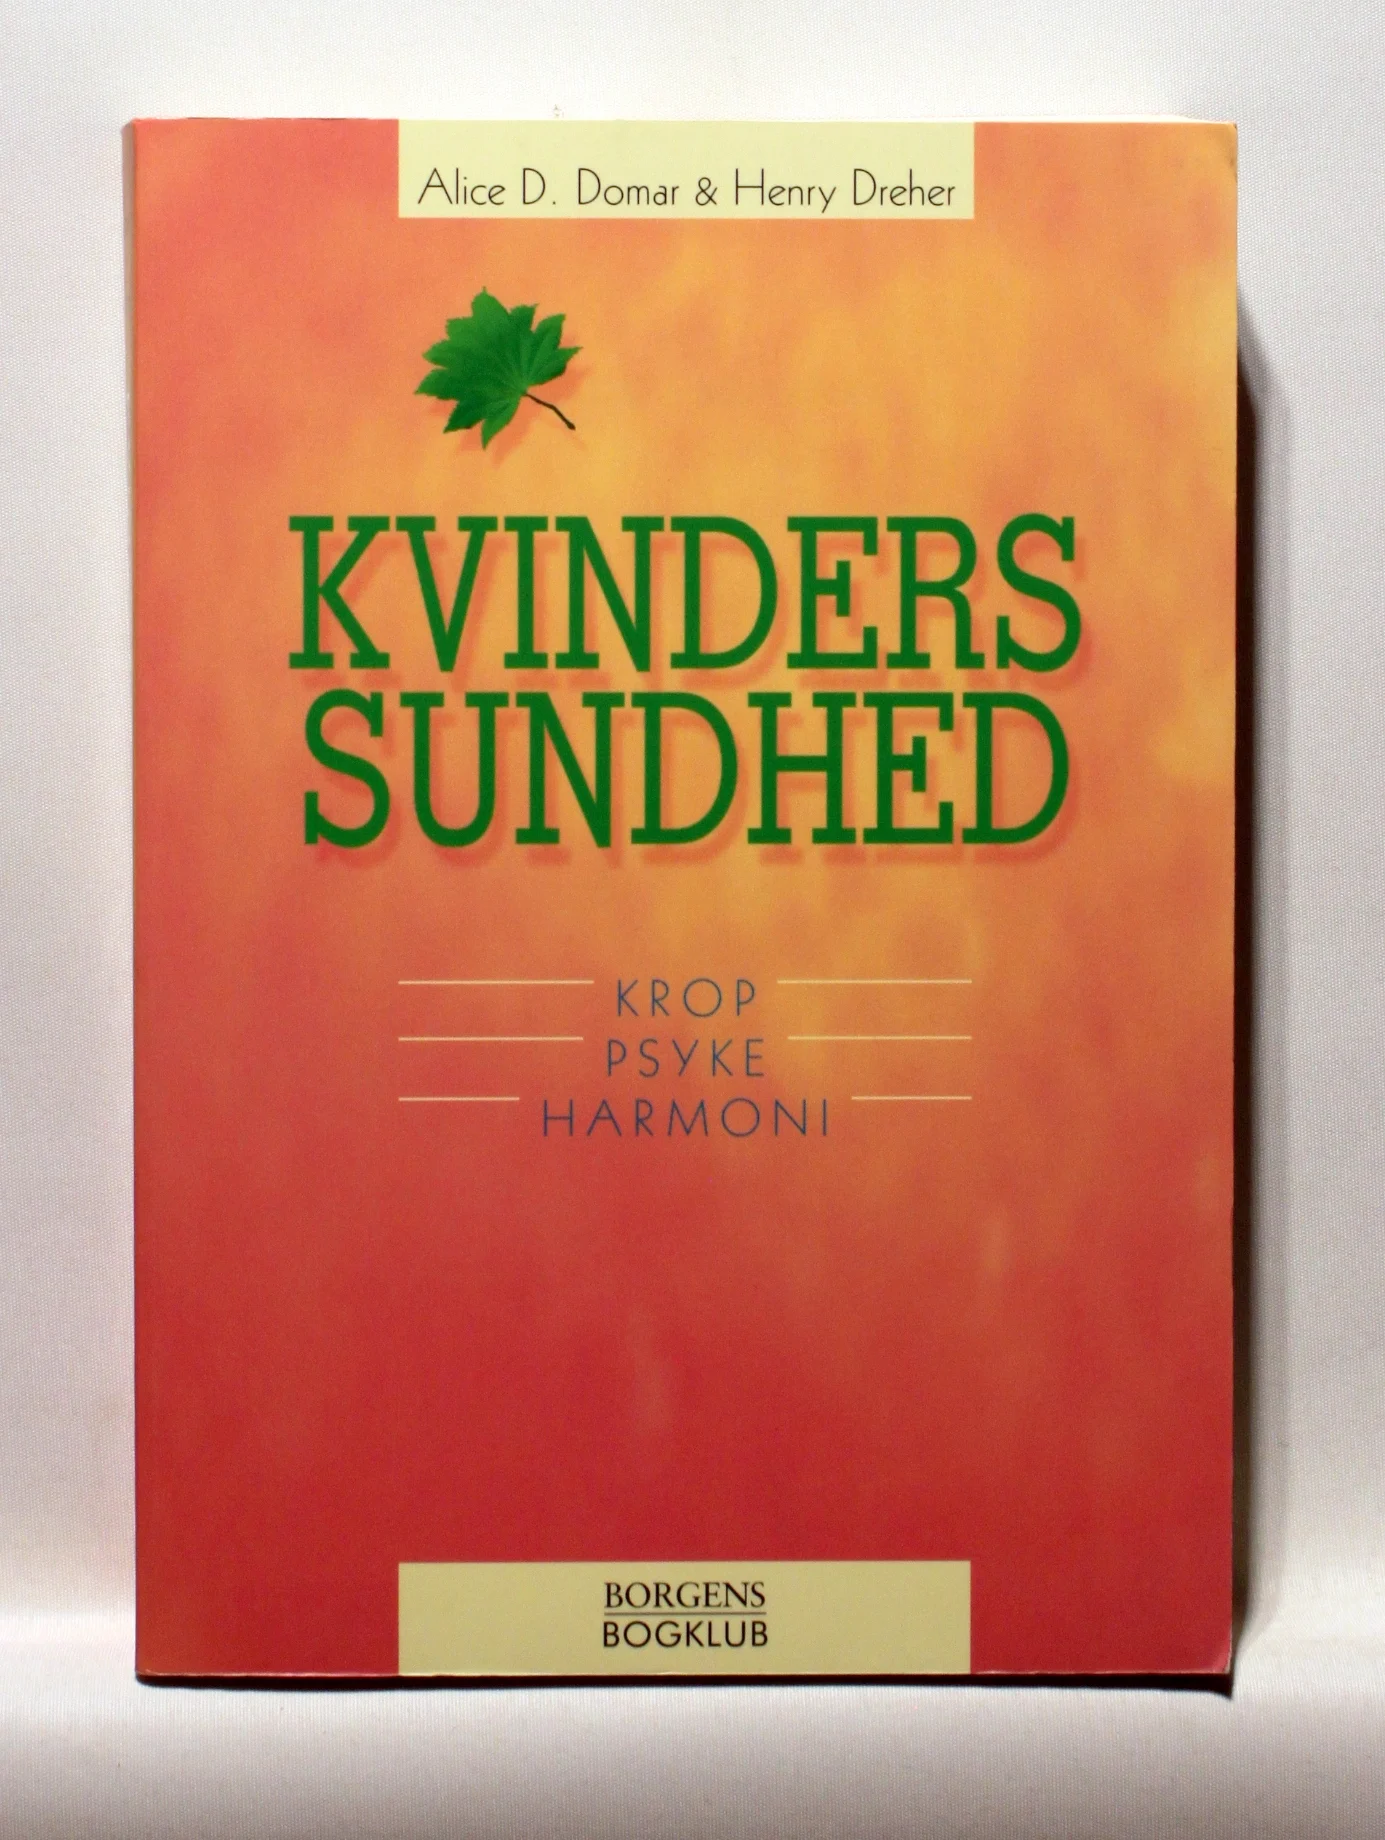 Alice D. Domar & Henry Dreher
KVINDERS
SUNDHED
KROP
PSYKE
HARMONI
BORGENS
BOGKLUB